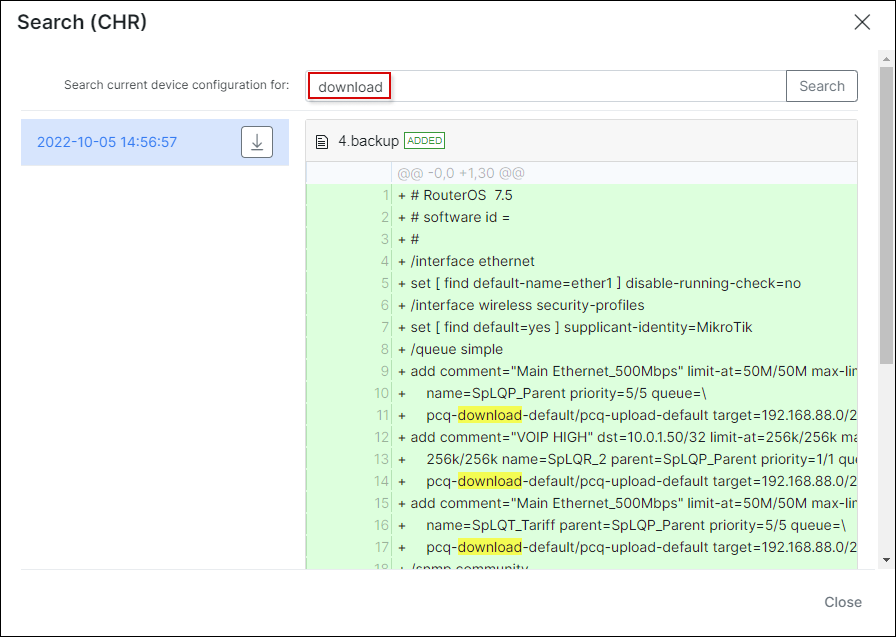 Search (CHR)
Search current device configuration for:
download
Search
2022-10-05 14:56:57
4.backup ADDED
@@ -0,0 +1,30 @@
1 + # RouterOS  7.5
2 + # software id =
3 + #
4 + /interface ethernet
5 + set [ find default-name=ether1 ] disable-running-check=no
6 + /interface wireless security-profiles
7 + set [ find default=yes ] supplicant-identity=MikroTik
8 + /queue simple
9 + add comment="Main Ethernet_500Mbps" limit-at=50M/50M max-lim
10 +     name=SpLQP_Parent priority=5/5 queue=\
11 +     pcq-download-default/pcq-upload-default target=192.168.88.0/2
12 + add comment="VOIP HIGH" dst=10.0.1.50/32 limit-at=256k/256k ma
13 +     256k/256k name=SpLQR_2 parent=SpLQP_Parent priority=1/1 que
14 +     pcq-download-default/pcq-upload-default target=192.168.88.0/2
15 + add comment="Main Ethernet_500Mbps" limit-at=50M/50M max-lim
16 +     name=SpLQT_Tariff parent=SpLQP_Parent priority=5/5 queue=\
17 +     pcq-download-default/pcq-upload-default target=192.168.88.0/2
18 + /snmp community
Close